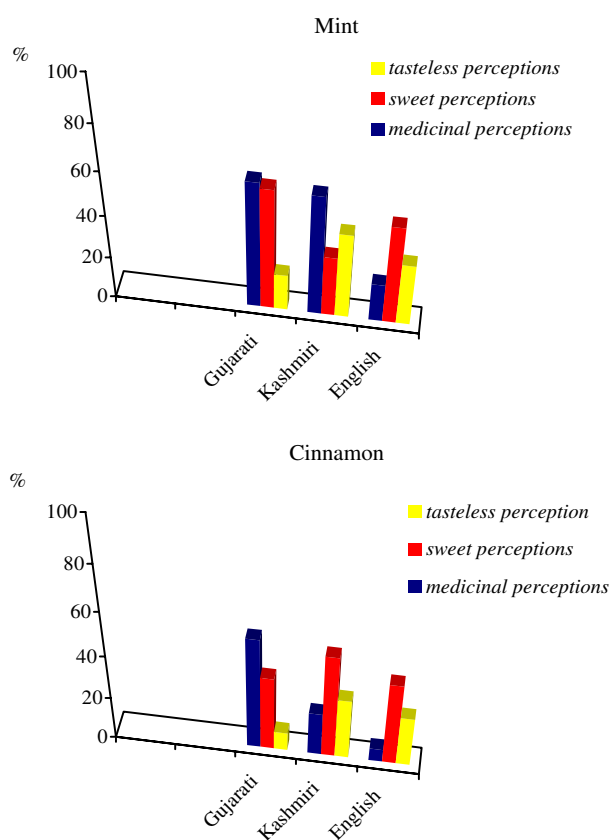 Mint
%
100
80
60
40
20
0
tasteless perceptions
sweet perceptions
medicinal perceptions
Gujarati
Kashmiri
English
Cinnamon
%
100
80
60
40
20
0
tasteless perception
sweet perceptions
medicinal perceptions
Gujarati
Kashmiri
English